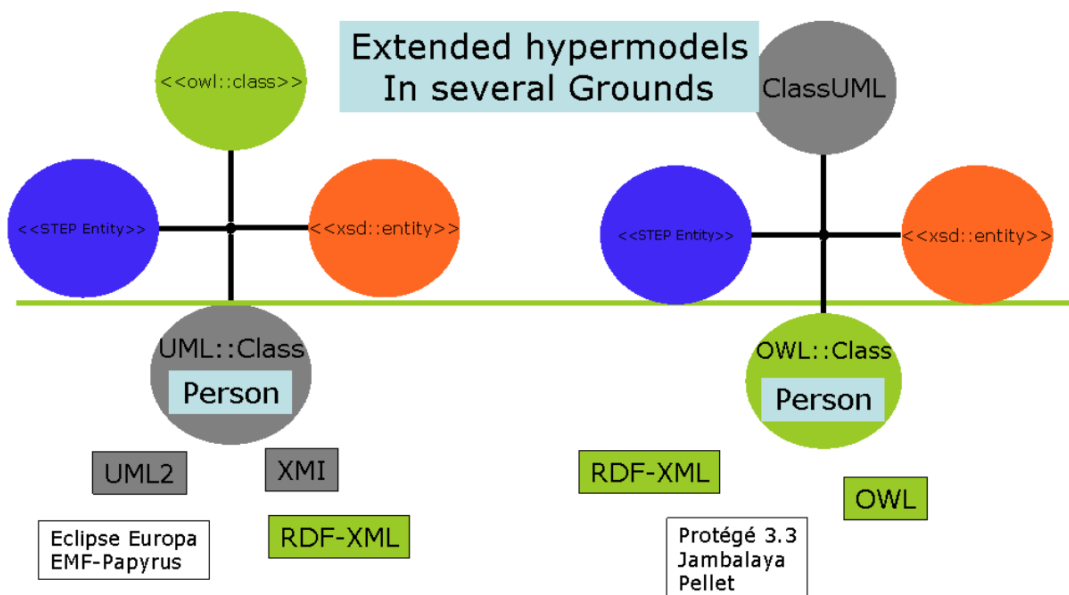 Extended hypermodels
In several Grounds
<<owl::class>>
<<STEP Entity>>
<<xsd::entity>>
UML::Class
Person
UML2
XMI
Eclipse Europa
EMF-Papyrus
RDF-XML
ClassUML
<<STEP Entity>>
<<xsd::entity>>
OWL::Class
Person
RDF-XML
OWL
Protégé 3.3
Jambalaya
Pellet